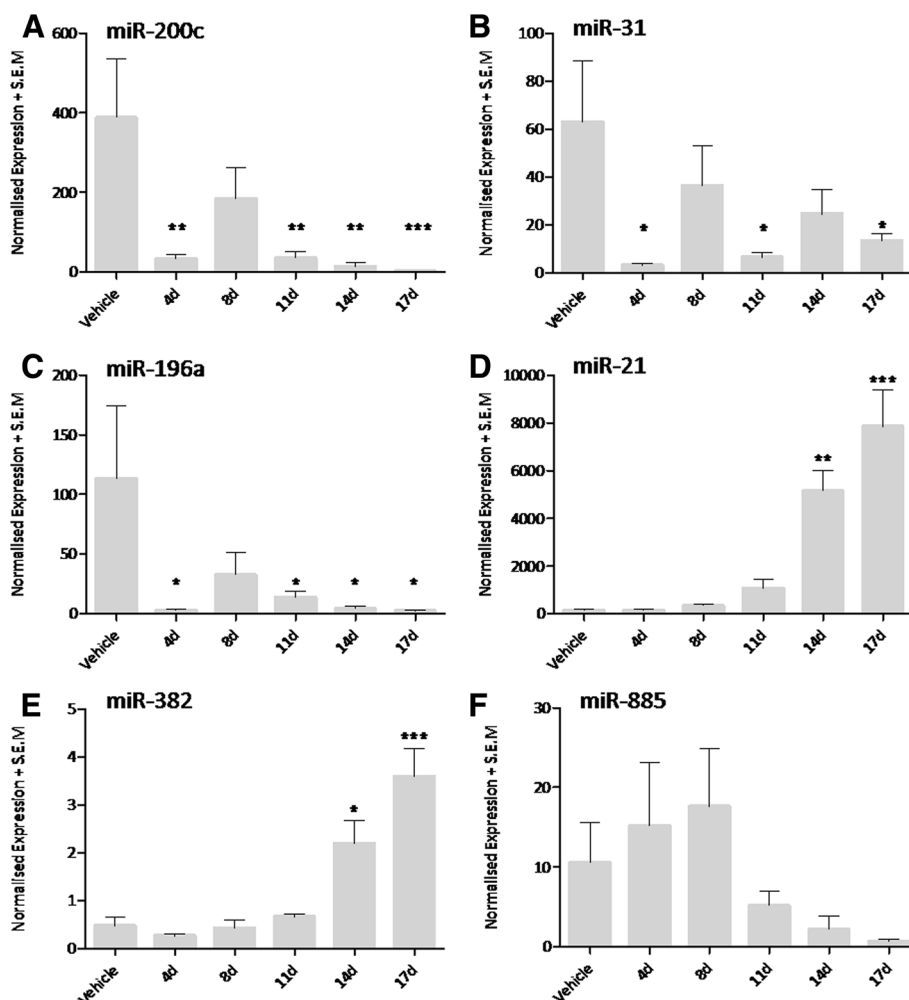 A miR-200c
Normalised Expression + S.E.M
600
400
200
0
** ** ** ***
Vehicle 4d 8d 11d 14d 17d
B miR-31
Normalised Expression + S.E.M
100
80
60
40
20
0
* * *
Vehicle 4d 8d 11d 14d 17d
C miR-196a
Normalised Expression + S.E.M
200
150
100
50
0
* * * *
Vehicle 4d 8d 11d 14d 17d
D miR-21
Normalised Expression + S.E.M
10000
8000
6000
4000
2000
0
** ***
Vehicle 4d 8d 11d 14d 17d
E miR-382
Normalised Expression + S.E.M
5
4
3
2
1
0
* ***
Vehicle 4d 8d 11d 14d 17d
F miR-885
Normalised Expression + S.E.M
30
20
10
0
Vehicle 4d 8d 11d 14d 17d